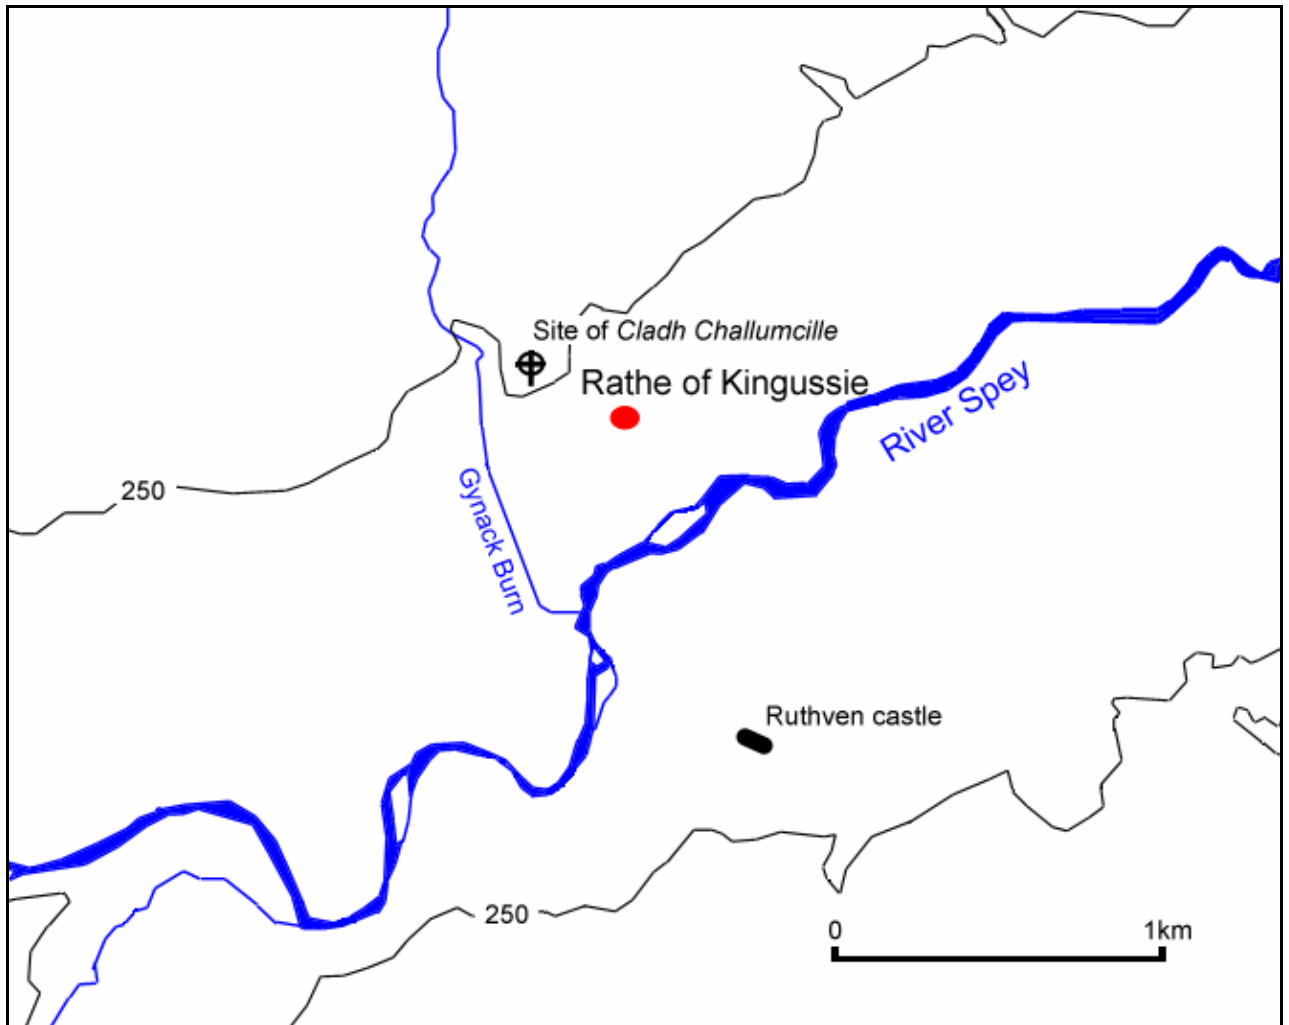 Site of Cladh Challumcille
Rathe of Kingussie
River Spey
250
Gynack Burn
Ruthven castle
250
0 1km